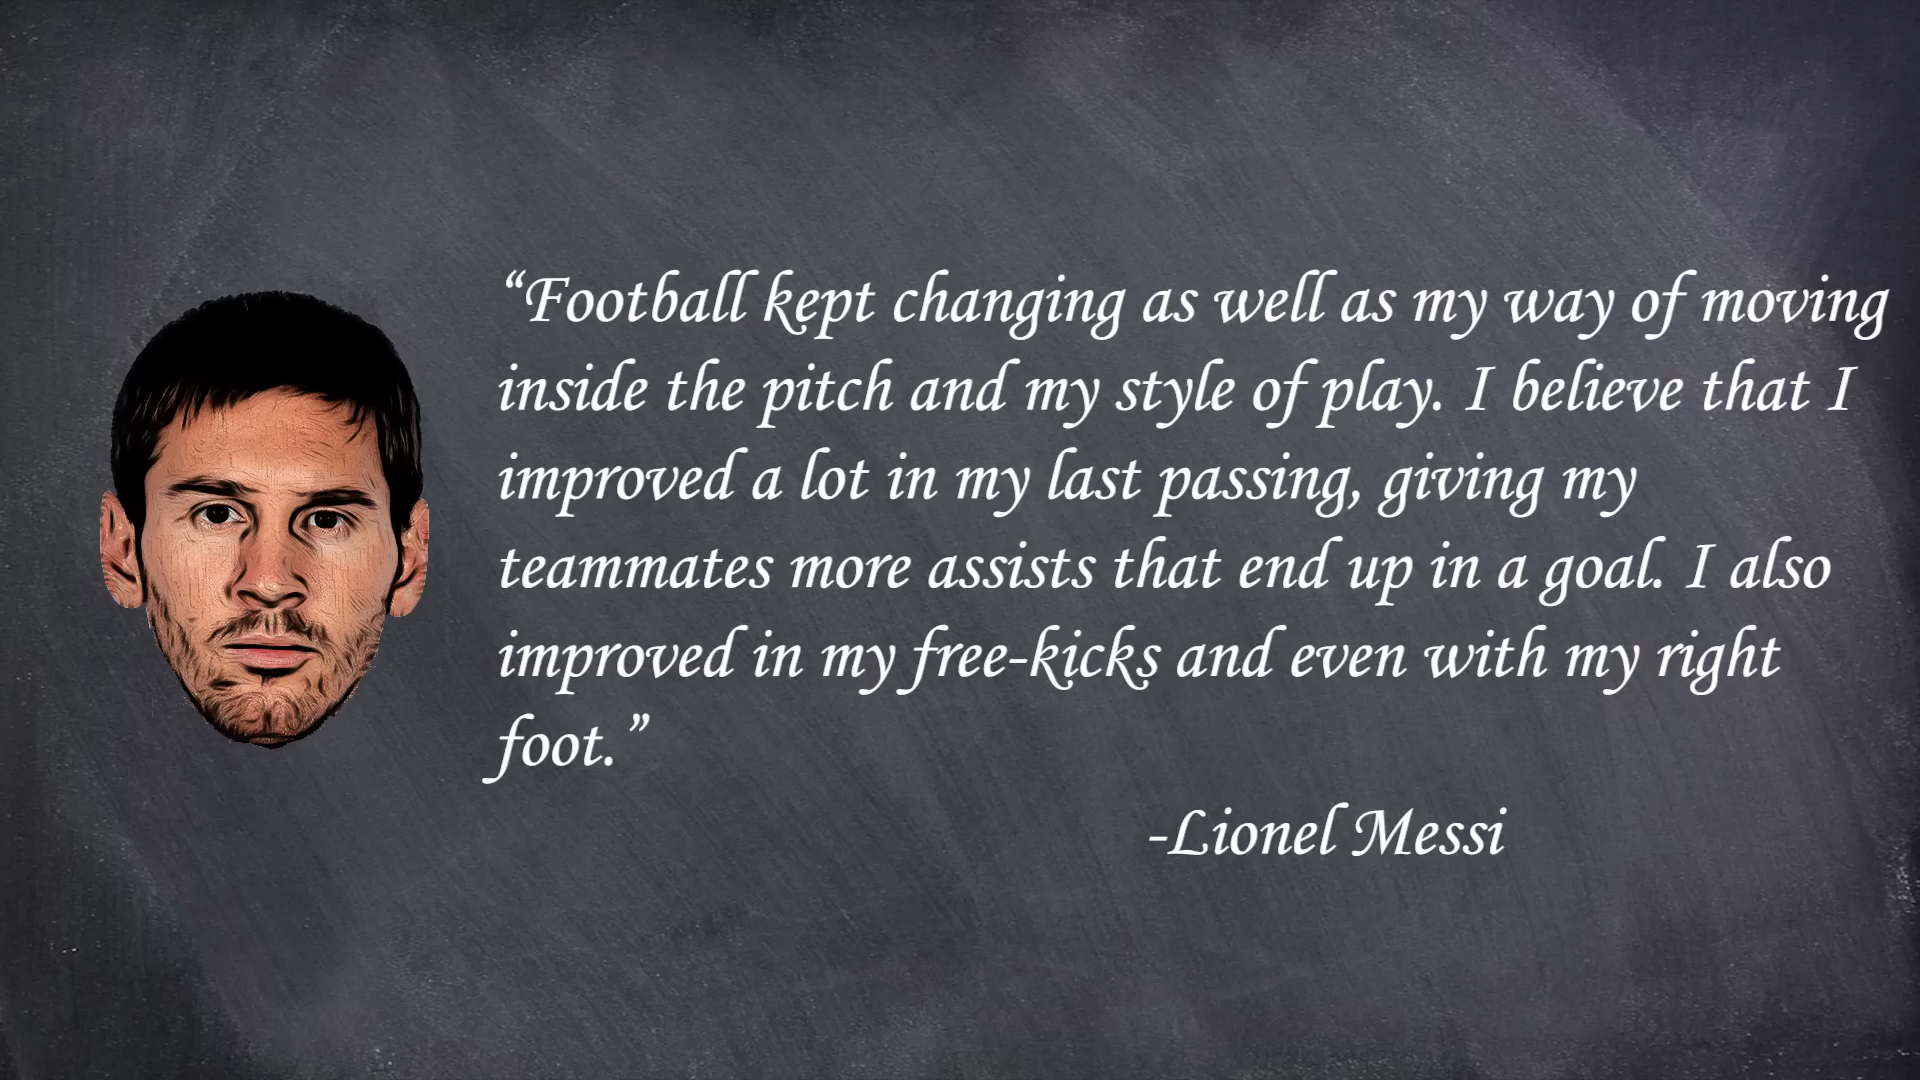 “Football kept changing as well as my way of moving
inside the pitch and my style of play. I believe that I
improved a lot in my last passing, giving my
teammates more assists that end up in a goal. I also
improved in my free-kicks and even with my right
foot.”
-Lionel Messi